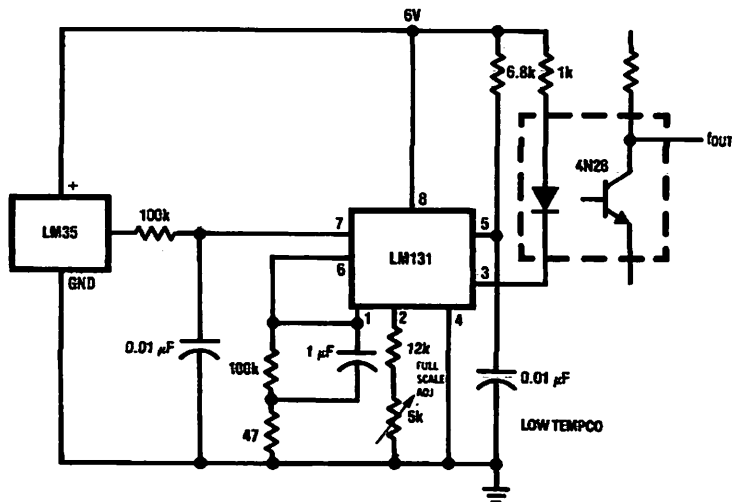 6V
6.8k
1k
4N28
fOUT
+
LM35
GND
100k
7
8
5
6
LM131
3
1
2
4
0.01 µF
100k
1 µF
12k
FULL
SCALE
ADJ
5k
47
0.01 µF
LOW TEMPCO